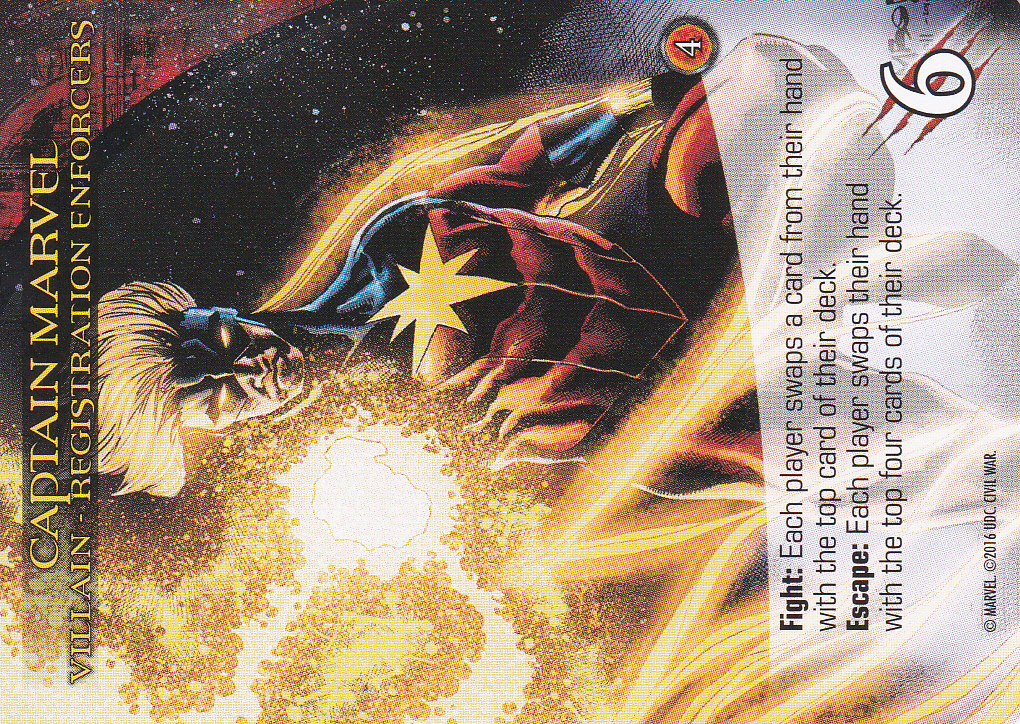 CAPTAIN MARVEL
VILLAIN - REGISTRATION ENFORCERS
4
Fight: Each player swaps a card from their hand
with the top card of their deck.
Escape: Each player swaps their hand
with the top four cards of their deck.
6
© MARVEL. ©2016 UDC. CIVIL WAR.